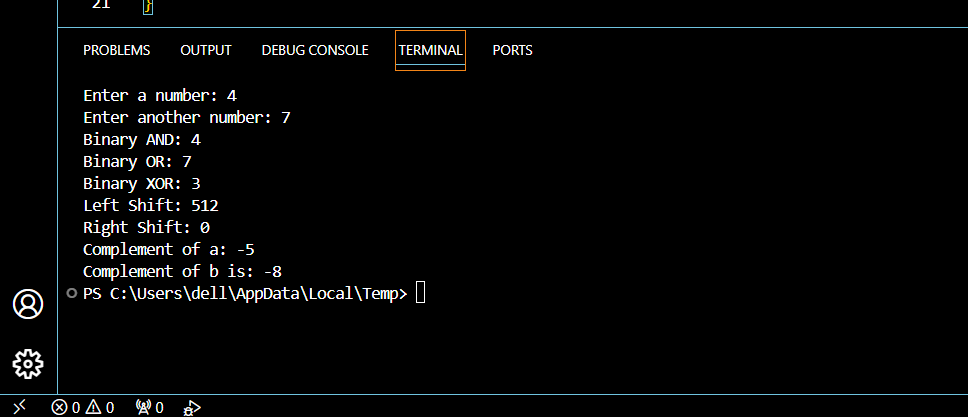 21 }
PROBLEMS OUTPUT DEBUG CONSOLE TERMINAL PORTS
Enter a number: 4
Enter another number: 7
Binary AND: 4
Binary OR: 7
Binary XOR: 3
Left Shift: 512
Right Shift: 0
Complement of a: -5
Complement of b is: -8
PS C:\Users\dell\AppData\Local\Temp>
0 0 0